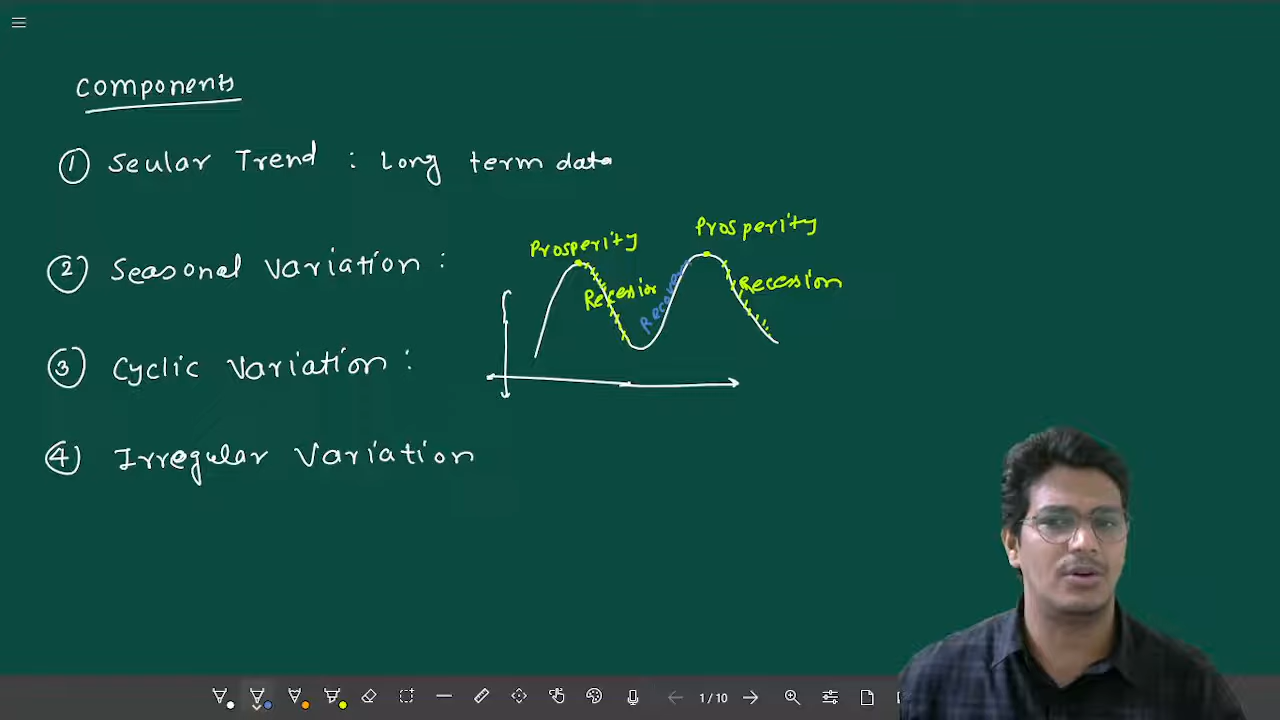 Components
① Seular Trend : Long term data
Prosperity
Prosperity
② Seasonal Variation :
Recession
Recession
Recovery
③ Cyclic Variation :
④ Irregular Variation
1/10